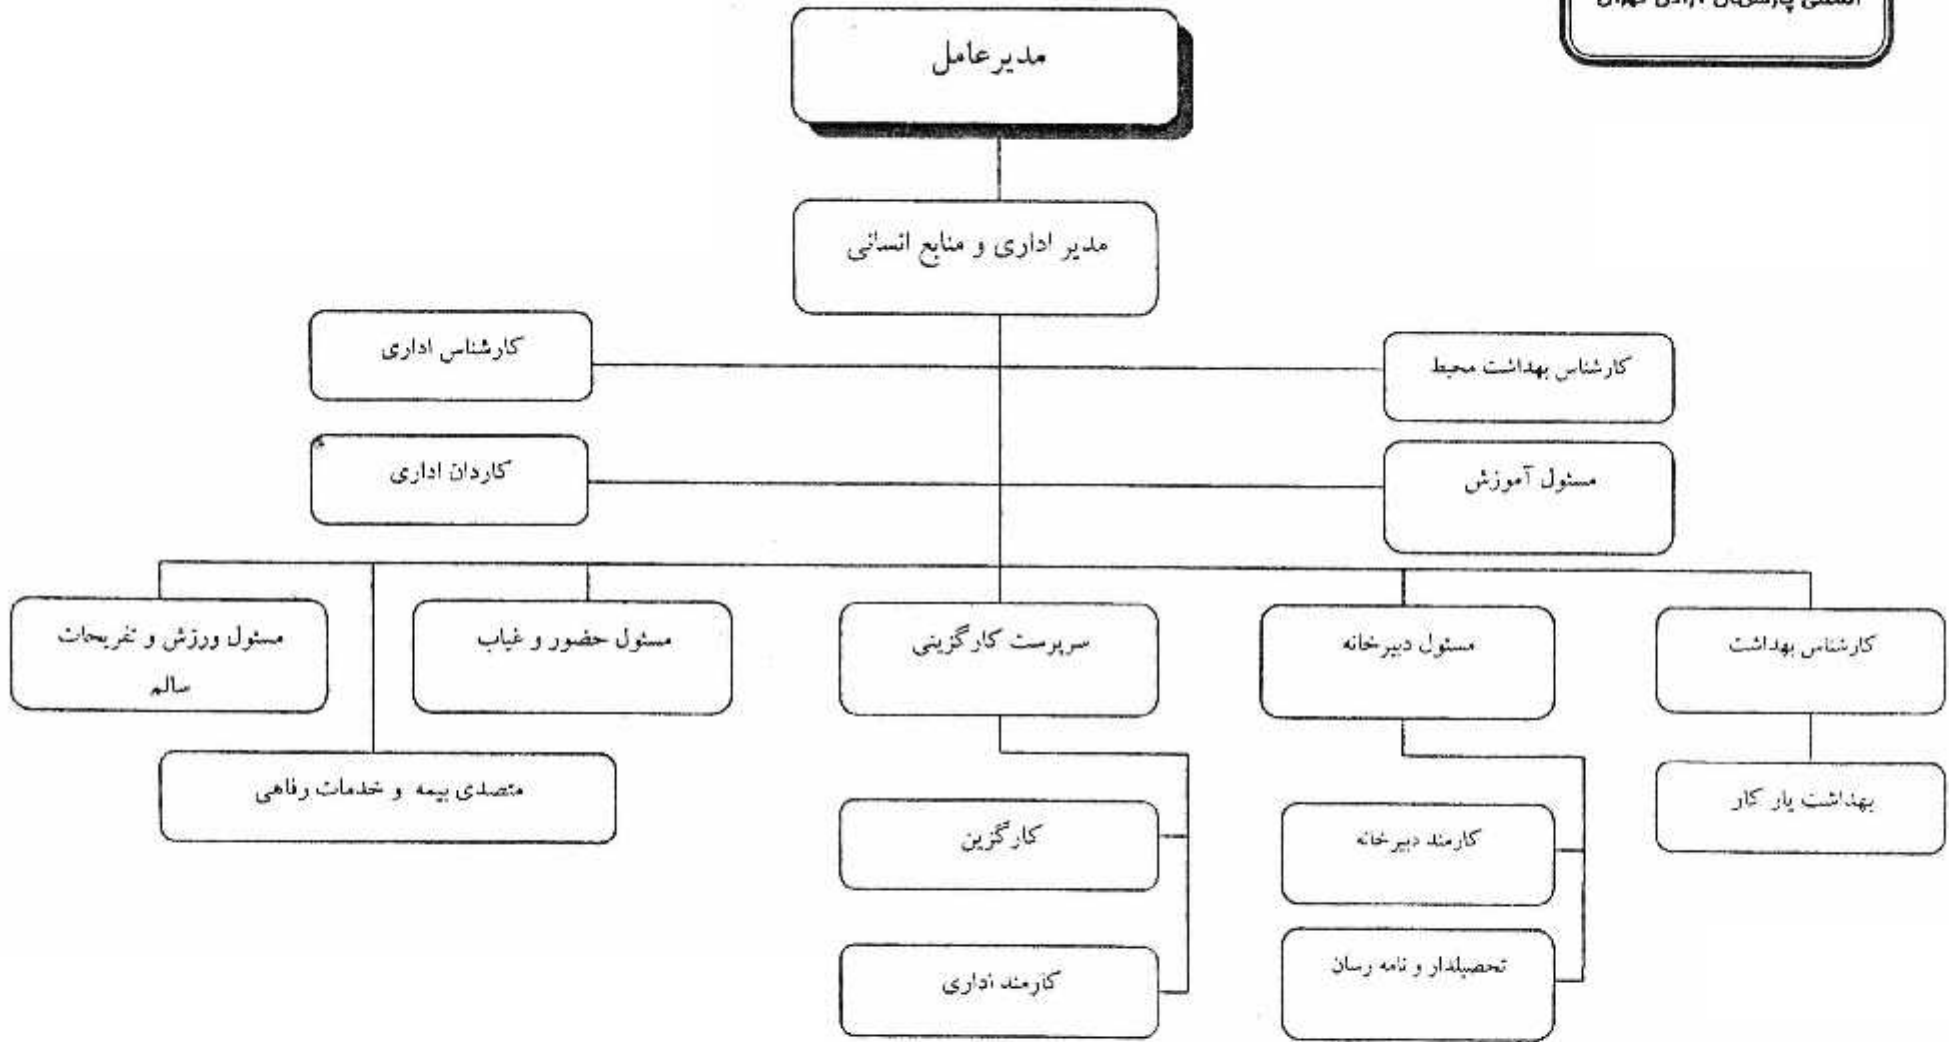 مدیرعامل
مدیر اداری و منابع انسانی
کارشناس بهداشت محیط
کارشناس اداری
مسئول آموزش
کاردان اداری
کارشناس بهداشت
مسئول دبیرخانه
سرپرست کارگزینی
مسئول حضور و غیاب
مسئول ورزش و تفریحات
سالم
بهداشت یار کار
متصدی بیمه و خدمات رفاهی
کارمند دبیرخانه
کارگزین
تحصیلدار و نامه رسان
کارمند اداری